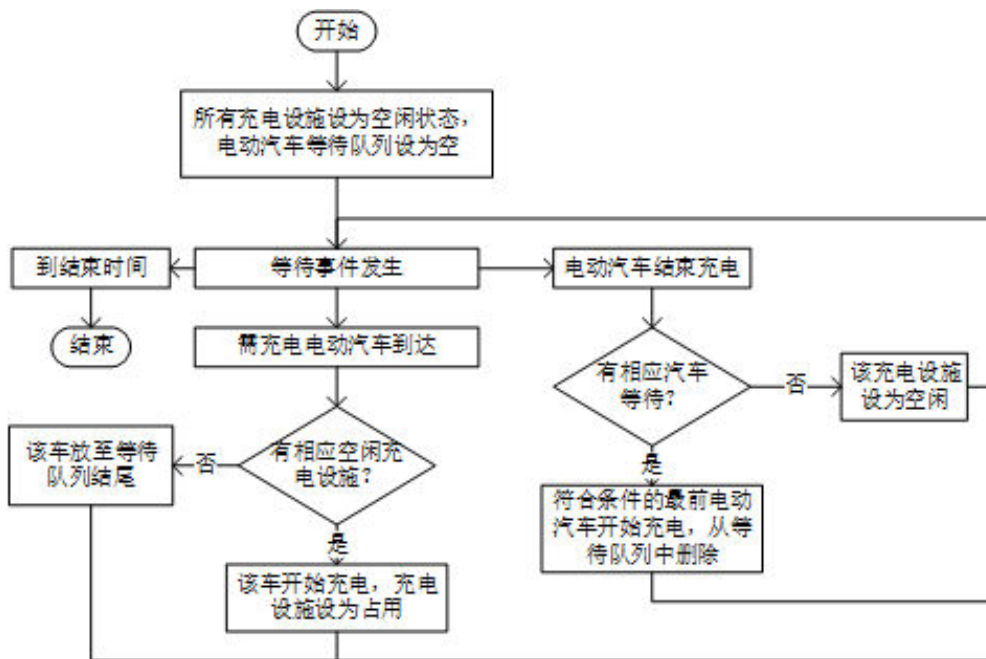 开始
所有充电设施设为空闲状态，
电动汽车等待队列设为空
到结束时间
等待事件发生
电动汽车结束充电
结束
需充电电动汽车到达
有相应汽车
等待？
否
该充电设施
设为空闲
该车放至等待
队列结尾
否
有相应空闲充
电设施？
是
符合条件的最前电动
汽车开始充电，从等
待队列中删除
是
该车开始充电，充电
设施设为占用